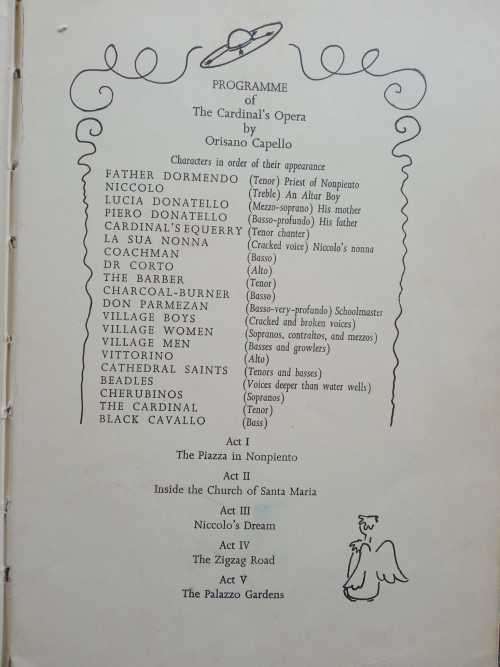 PROGRAMME
of
The Cardinal's Opera
by
Orisano Capello
Characters in order of their appearance
FATHER DORMENDO (Tenor) Priest of Nonpiento
NICCOLO (Treble) An Altar Boy
LUCIA DONATELLO (Mezzo-soprano) His mother
PIERO DONATELLO (Basso-profundo) His father
CARDINAL'S EQUERRY (Tenor chanter)
LA SUA NONNA (Cracked voice) Niccolo's nonna
COACHMAN (Basso)
DR CORTO (Alto)
THE BARBER (Tenor)
CHARCOAL-BURNER (Basso)
DON PARMEZAN (Basso-very-profundo) Schoolmaster
VILLAGE BOYS (Cracked and broken voices)
VILLAGE WOMEN (Sopranos, contraltos, and mezzos)
VILLAGE MEN (Basses and growlers)
VITTORINO (Alto)
CATHEDRAL SAINTS (Tenors and basses)
BEADLES (Voices deeper than water wells)
CHERUBINOS (Sopranos)
THE CARDINAL (Tenor)
BLACK CAVALLO (Bass)
Act I
The Piazza in Nonpiento
Act II
Inside the Church of Santa Maria
Act III
Niccolo's Dream
Act IV
The Zigzag Road
Act V
The Palazzo Gardens